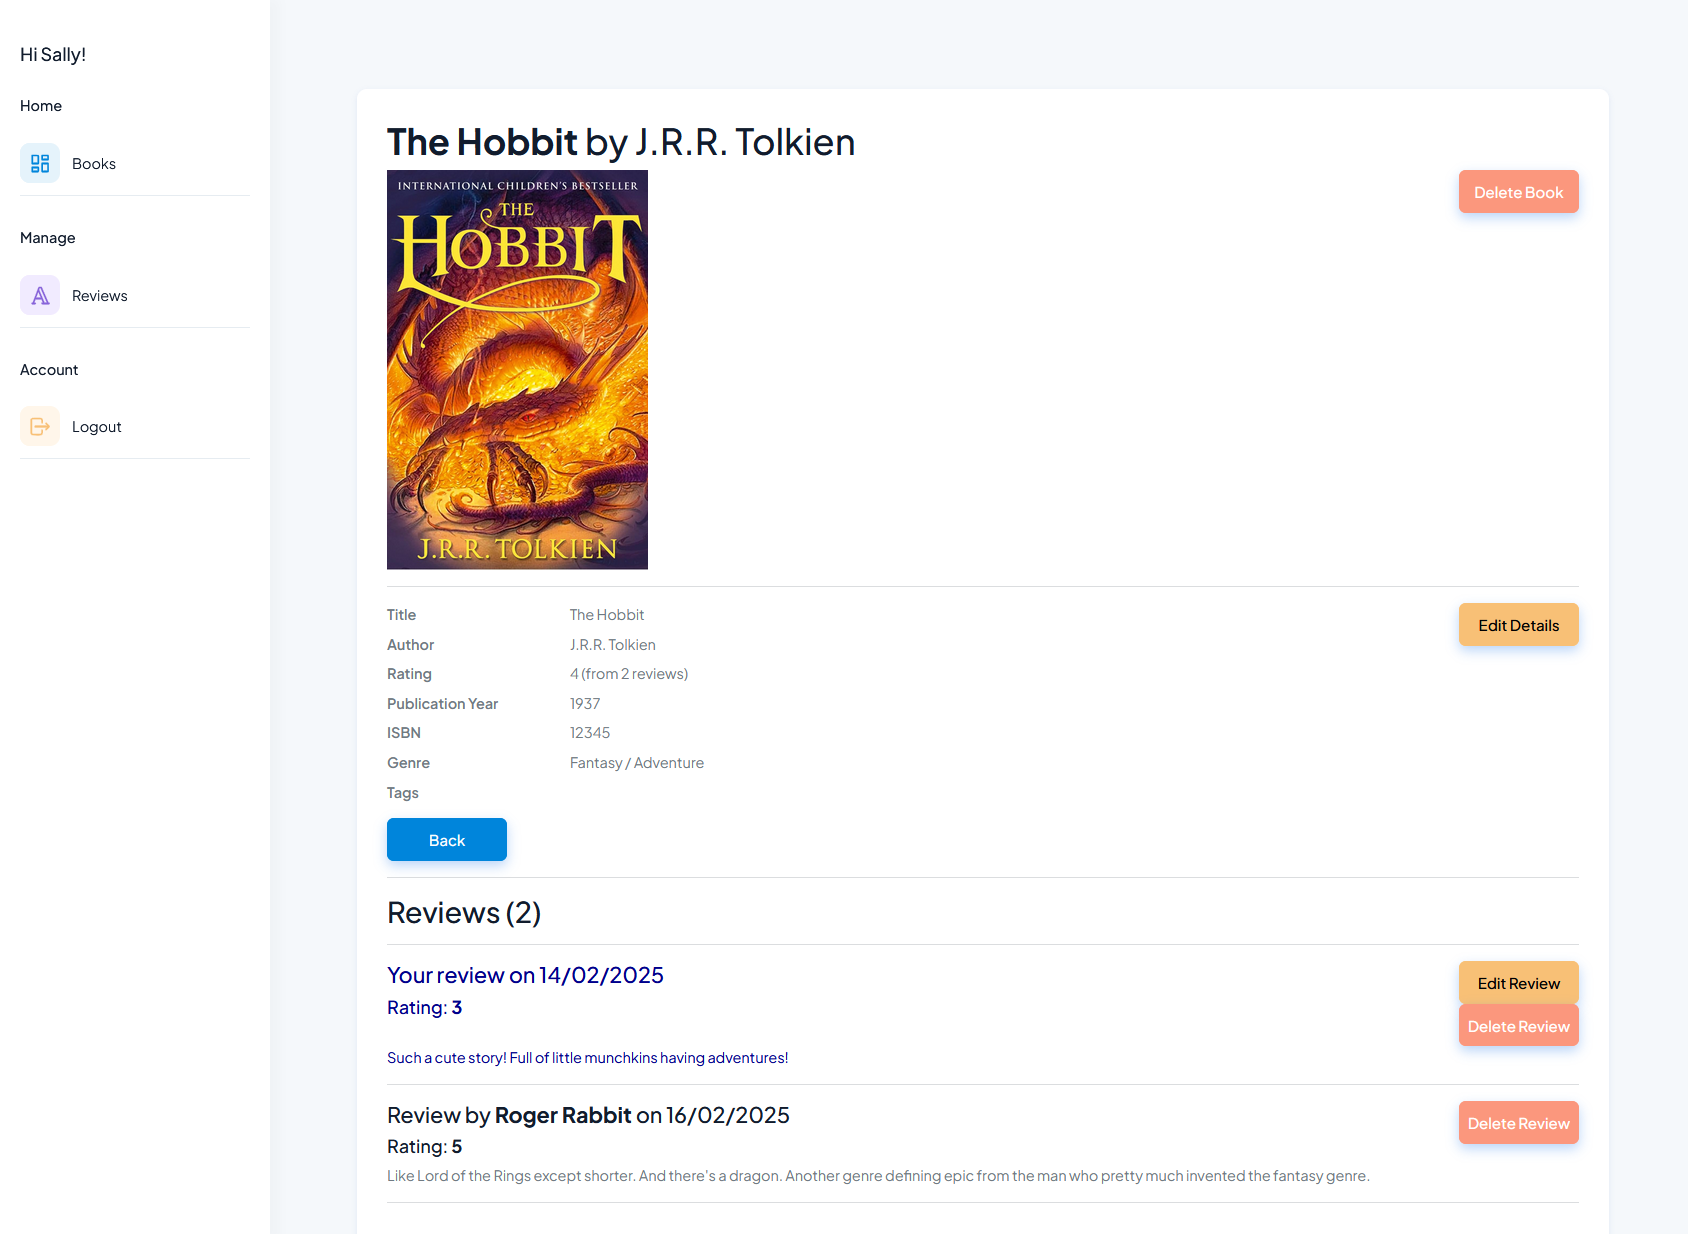 Hi Sally!
Home
Books
Manage
Reviews
Account
Logout
The Hobbit by J.R.R. Tolkien
INTERNATIONAL CHILDREN'S BESTSELLER
THE
HOBBIT
J.R.R. TOLKIEN
Delete Book
Title The Hobbit
Edit Details
Author J.R.R. Tolkien
Rating 4 (from 2 reviews)
Publication Year 1937
ISBN 12345
Genre Fantasy / Adventure
Tags
Back
Reviews (2)
Your review on 14/02/2025
Edit Review
Rating: 3
Delete Review
Such a cute story! Full of little munchkins having adventures!
Review by Roger Rabbit on 16/02/2025
Delete Review
Rating: 5
Like Lord of the Rings except shorter. And there's a dragon. Another genre defining epic from the man who pretty much invented the fantasy genre.